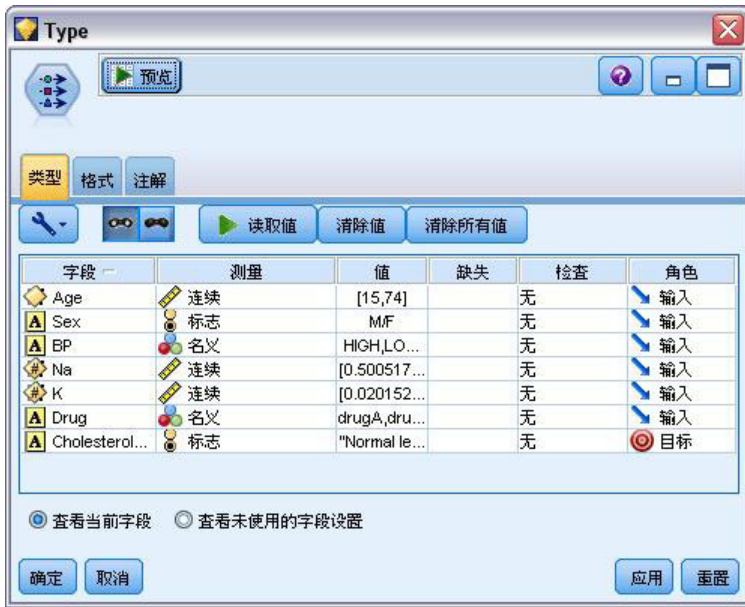 Type
预览
类型 格式 注解
读取值 清除值 清除所有值
字段 测量 值 缺失 检查 角色
Age 连续 [15,74] 无 输入
A Sex 标志 M/F 无 输入
A BP 名义 HIGH,LO... 无 输入
# Na 连续 [0.500517... 无 输入
# K 连续 [0.020152... 无 输入
A Drug 名义 drugA,dru... 无 输入
A Cholesterol... 标志 "Normal le... 无 目标
查看当前字段 查看未使用的字段设置
确定 取消 应用 重置